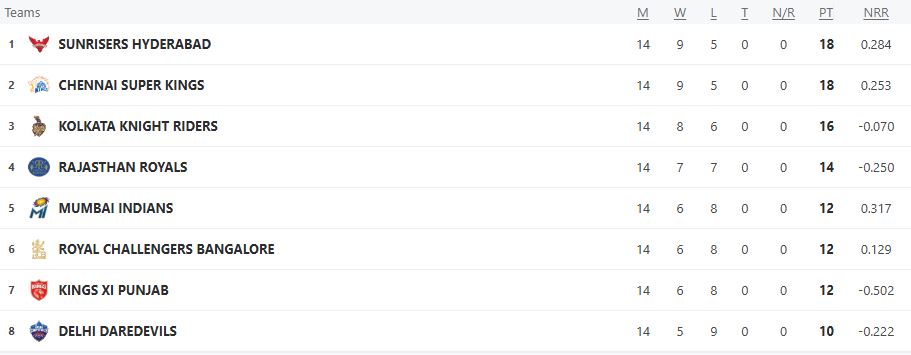 Teams M W L T N/R PT NRR
1 SUNRISERS HYDERABAD 14 9 5 0 0 18 0.284
2 CHENNAI SUPER KINGS 14 9 5 0 0 18 0.253
3 KOLKATA KNIGHT RIDERS 14 8 6 0 0 16 -0.070
4 RAJASTHAN ROYALS 14 7 7 0 0 14 -0.250
5 MUMBAI INDIANS 14 6 8 0 0 12 0.317
6 ROYAL CHALLENGERS BANGALORE 14 6 8 0 0 12 0.129
7 KINGS XI PUNJAB 14 6 8 0 0 12 -0.502
8 DELHI DAREDEVILS 14 5 9 0 0 10 -0.222